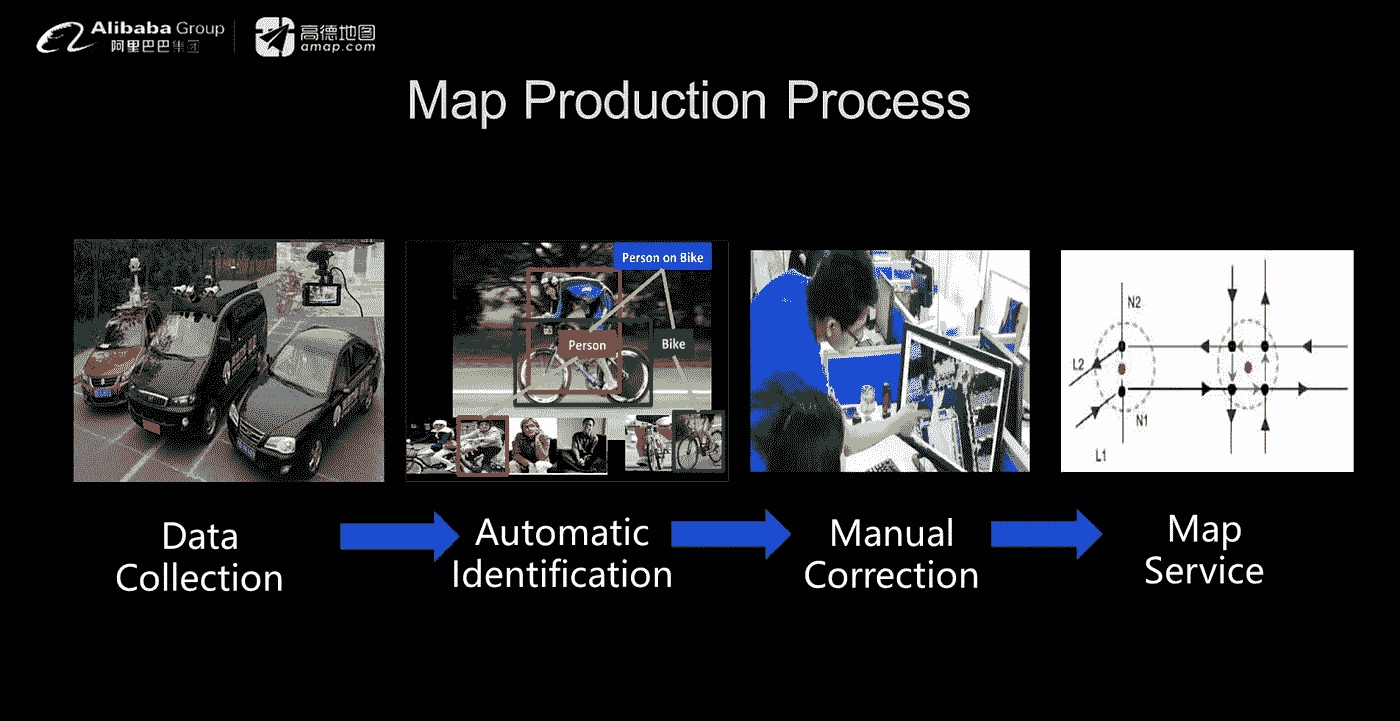 Alibaba Group
阿里巴巴集团
高德地图
amap.com
Map Production Process
Person on Bike
Person
Bike
N2
L2
N1
L1
Data
Collection
Automatic
Identification
Manual
Correction
Map
Service